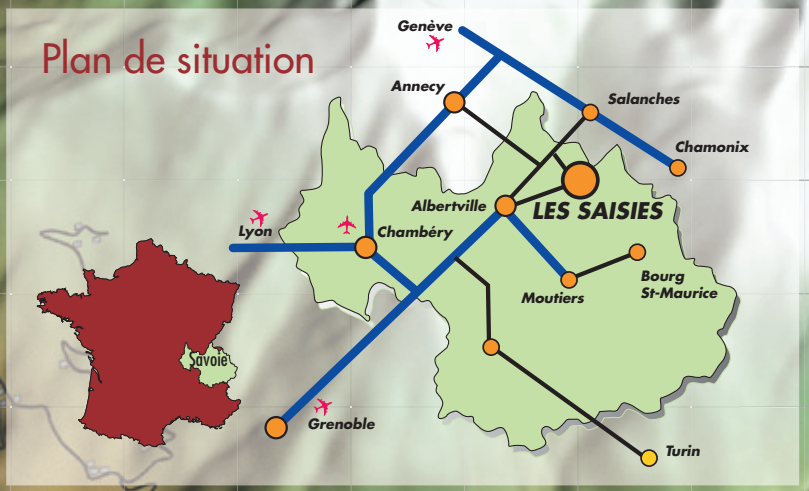 Plan de situation
Genève
Annecy
Salanches
Chamonix
Albertville
LES SAISIES
Lyon
Chambéry
Moutiers
Bourg
St-Maurice
Savoie
Grenoble
Turin